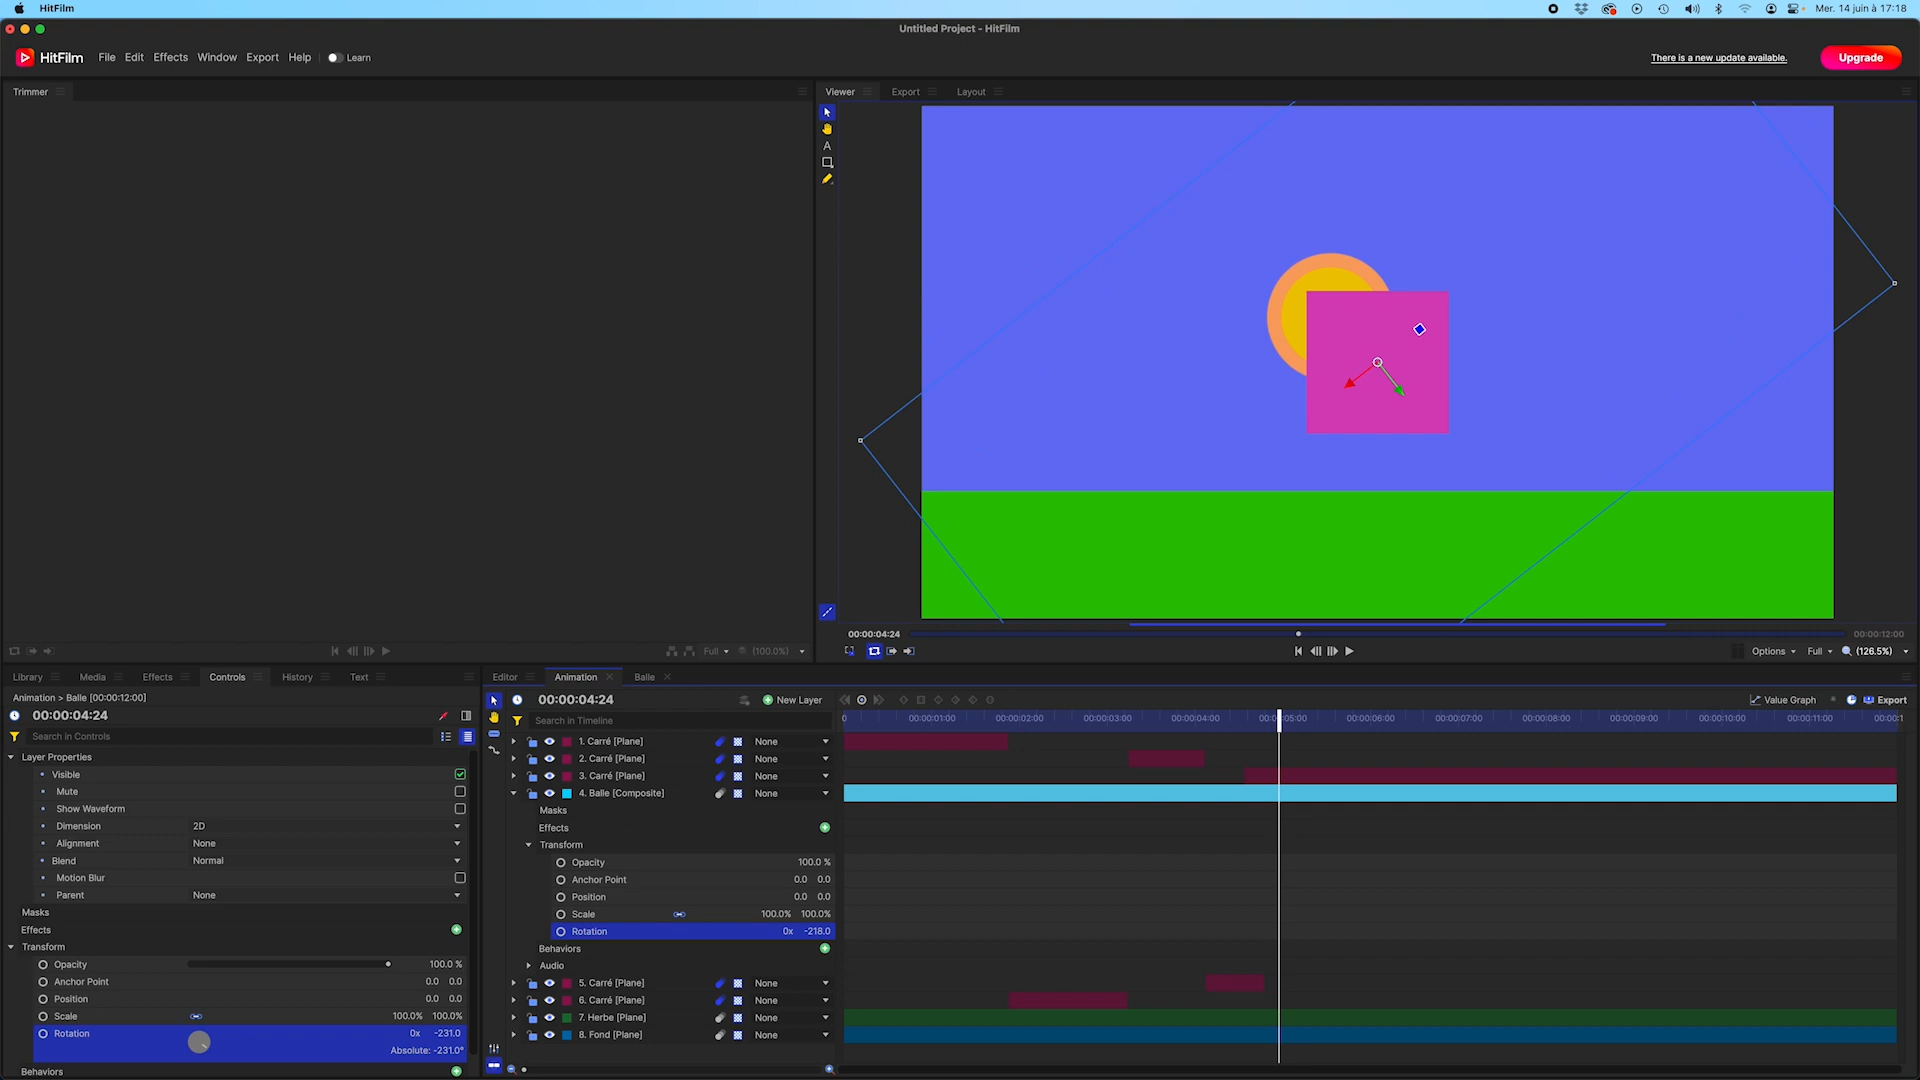 HitFilm
Mer. 14 juin à 17:18
Untitled Project - HitFilm
HitFilm File Edit Effects Window Export Help Learn
There is a new update available.
Upgrade
Trimmer
Viewer Export Layout
A
00:00:04:24
00:00:12:00
Full (100.0%)
Options Full (126.5%)
Library Media Effects Controls History Text
Editor Animation Balle
Animation > Balle [00:00:12:00]
00:00:04:24
Search in Controls
Layer Properties
Visible
Mute
Show Waveform
Dimension 2D
Alignment None
Blend Normal
Motion Blur
Parent None
Masks
Effects
Transform
Opacity 100.0 %
Anchor Point 0.0 0.0
Position 0.0 0.0
Scale 100.0% 100.0%
Rotation 0x -231.0
Absolute: -231.0°
Behaviors
00:00:04:24
New Layer
Value Graph
Export
Search in Timeline
0 00:00:01:00 00:00:02:00 00:00:03:00 00:00:04:00 00:00:05:00 00:00:06:00 00:00:07:00 00:00:08:00 00:00:09:00 00:00:10:00 00:00:11:00 00:00:1
1. Carré [Plane] None
2. Carré [Plane] None
3. Carré [Plane] None
4. Balle [Composite] None
Masks
Effects
Transform
Opacity 100.0 %
Anchor Point 0.0 0.0
Position 0.0 0.0
Scale 100.0% 100.0%
Rotation 0x -218.0
Behaviors
Audio
5. Carré [Plane] None
6. Carré [Plane] None
7. Herbe [Plane] None
8. Fond [Plane] None